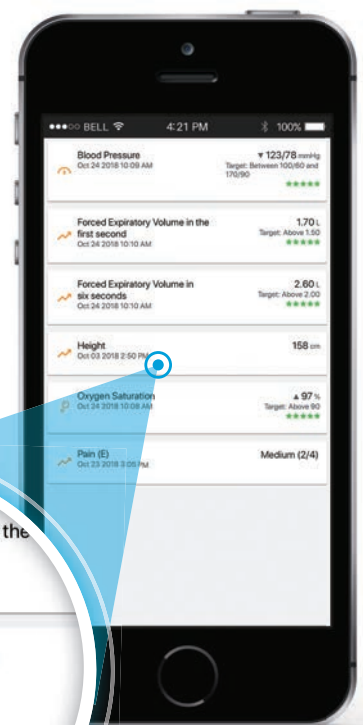 ●●●○○ BELL 4:21 PM 100%
Blood Pressure
Oct 24 2018 10:09 AM
▼ 123/78 mmHg
Target: Between 100/60 and
170/90
★★★★★
Forced Expiratory Volume in the
first second
Oct 24 2018 10:10 AM
1.70 L
Target: Above 1.50
★★★★★
Forced Expiratory Volume in
six seconds
Oct 24 2018 10:10 AM
2.60 L
Target: Above 2.00
★★★★★
Height
Oct 03 2018 2:50 PM
158 cm
Oxygen Saturation
Oct 24 2018 10:08 AM
▲ 97 %
Target: Above 90
★★★★★
Pain (E)
Oct 23 2018 3:05 PM
Medium (2/4)
the